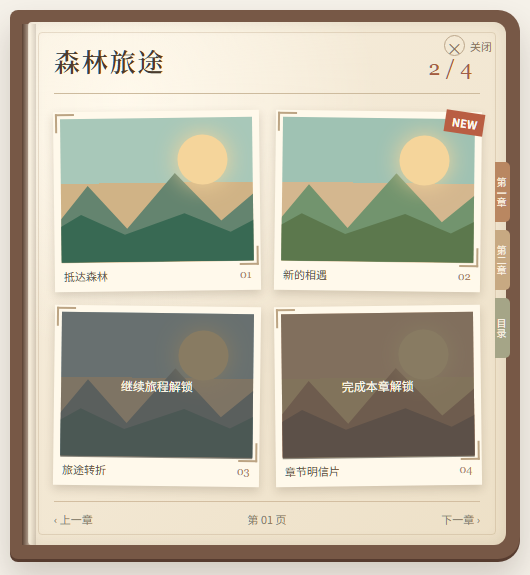 关闭
森林旅途
2 / 4
NEW
抵达森林
01
新的相遇
02
继续旅程解锁
旅途转折
03
完成本章解锁
章节明信片
04
第一章
第二章
目录
‹ 上一章
第 01 页
下一章 ›